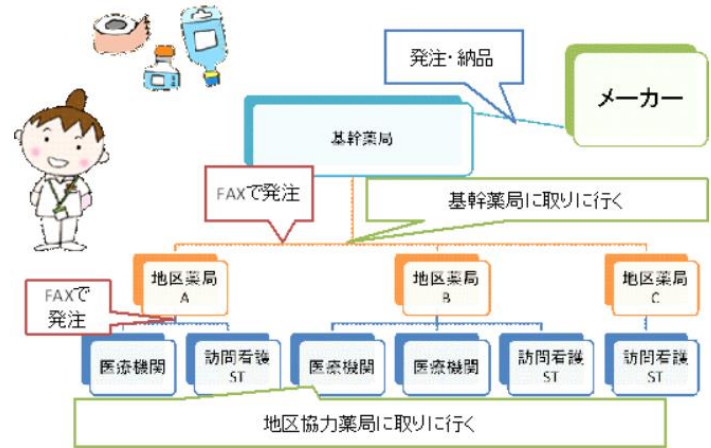 発注・納品
メーカー
基幹薬局
FAXで発注
基幹薬局に取りに行く
地区薬局
A
地区薬局
B
地区薬局
C
FAXで
発注
医療機関
訪問看護
ST
医療機関
医療機関
訪問看護
ST
訪問看護
ST
地区協力薬局に取りに行く